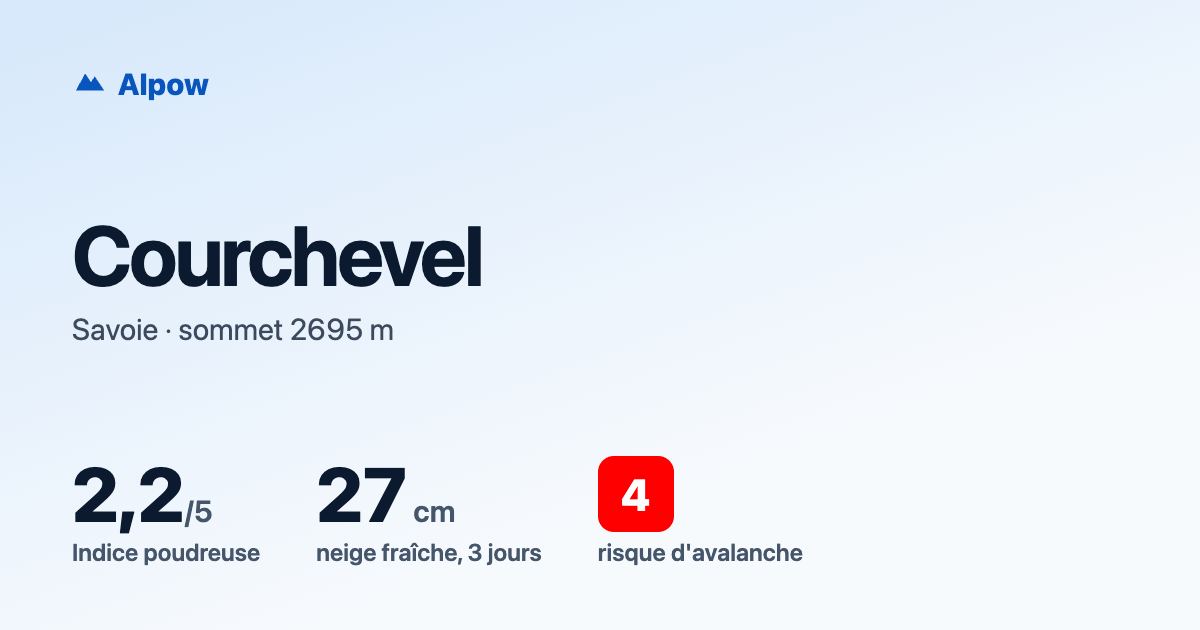 Alpow
Courchevel
Savoie · sommet 2695 m
2,2/5
Indice poudreuse
27 cm
neige fraîche, 3 jours
4
risque d'avalanche